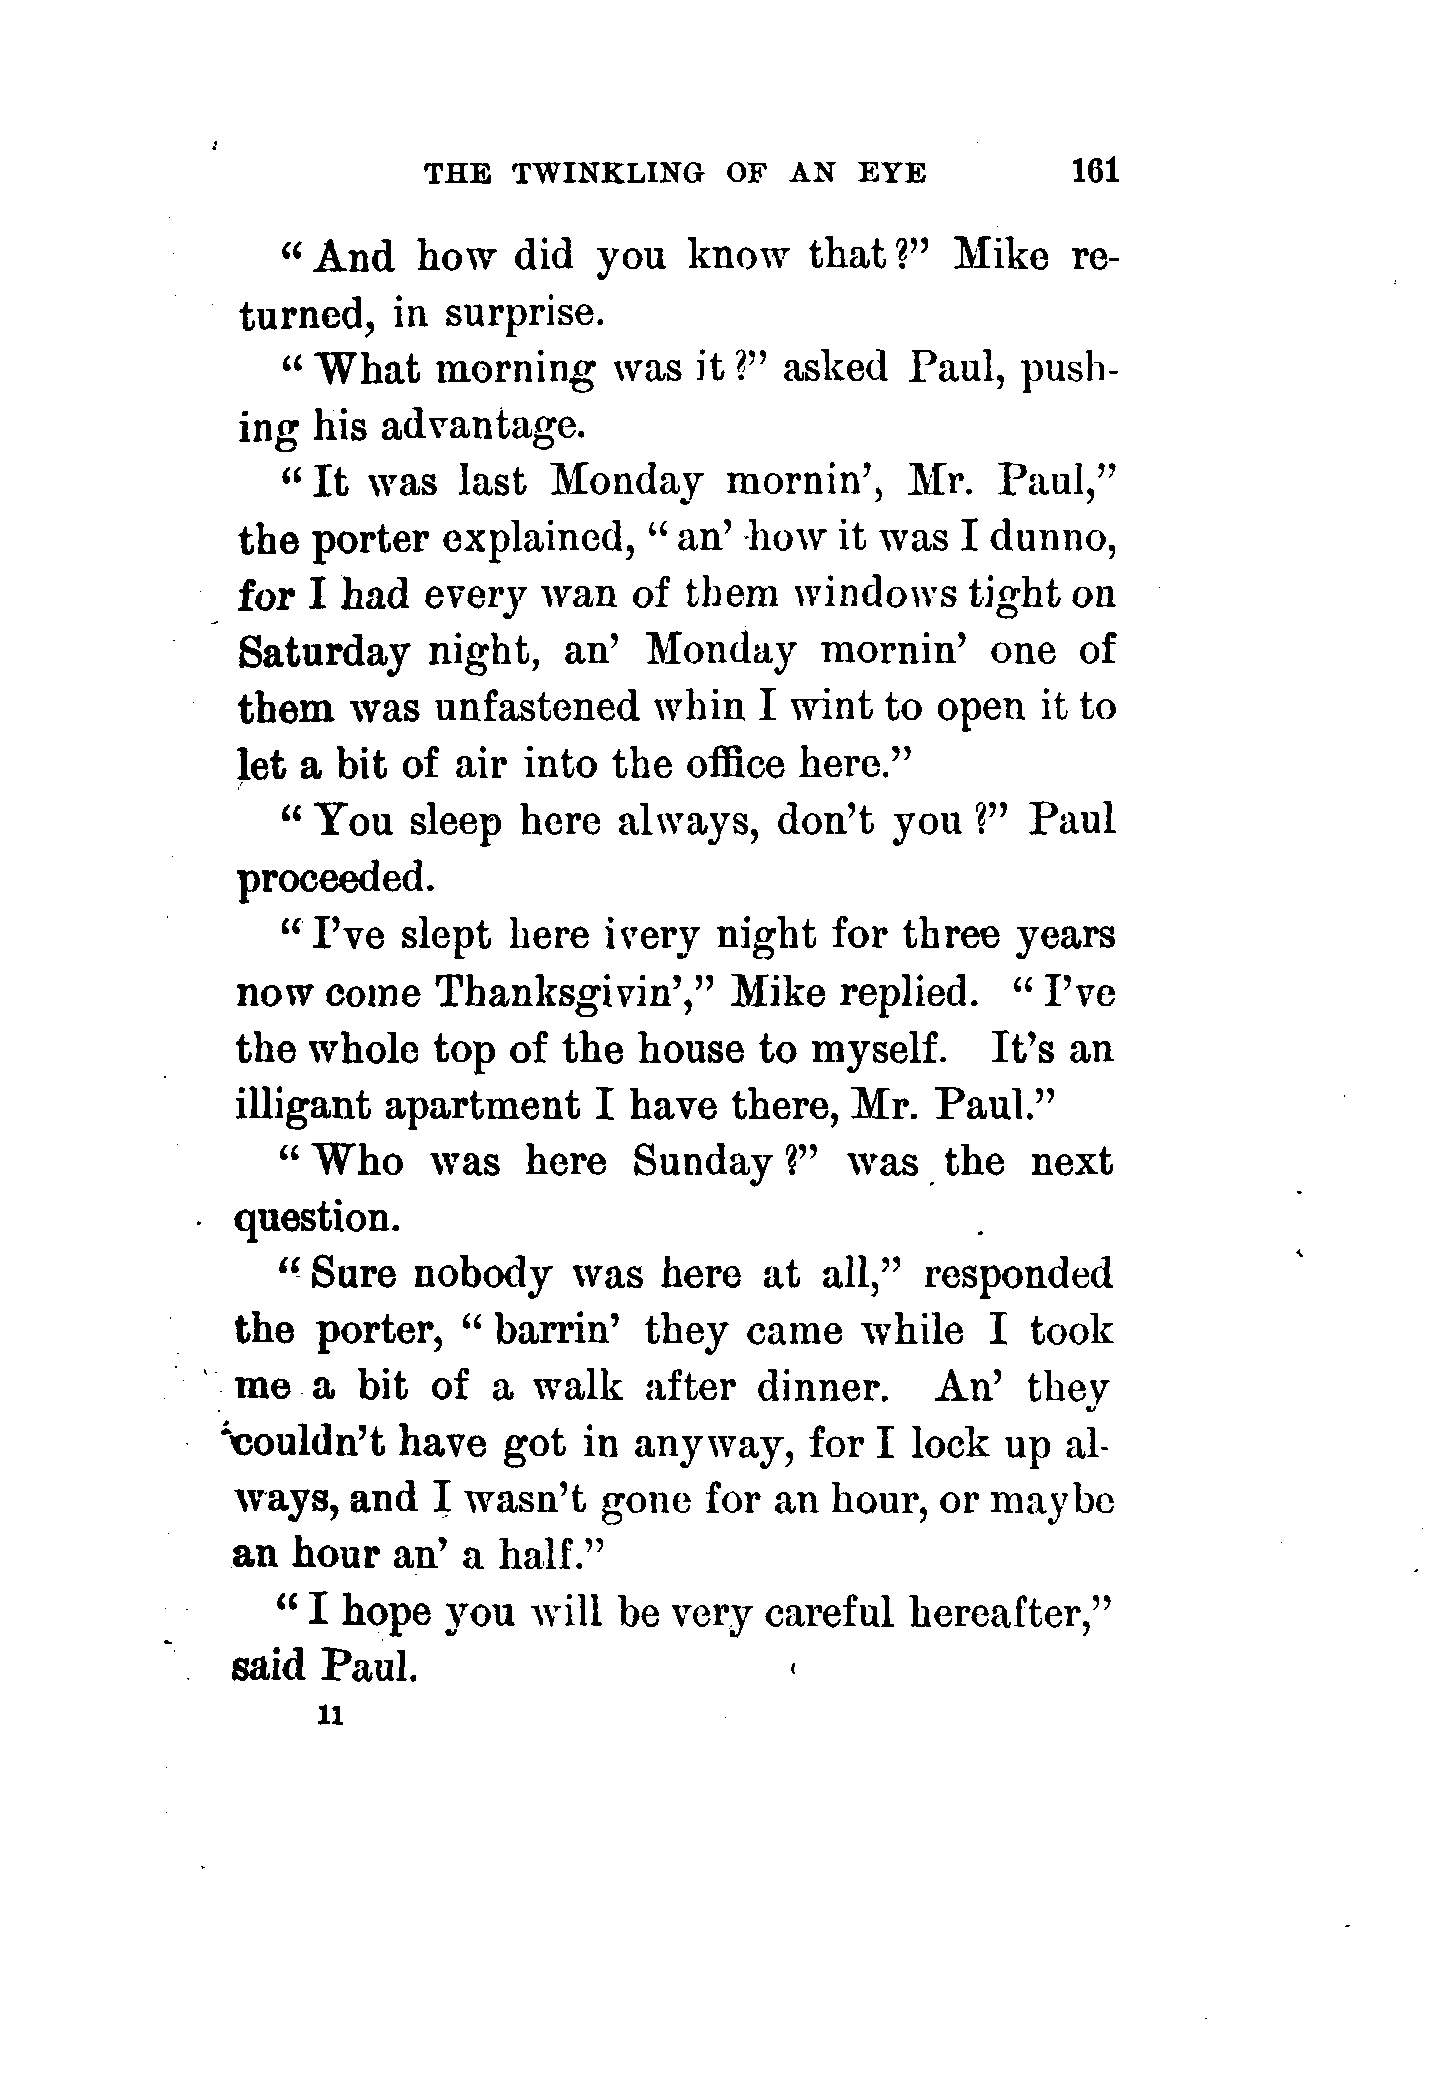 THE TWINKLING OF AN EYE 161
“And how did you know that?” Mike re-
turned, in surprise.
“What morning was it?” asked Paul, push-
ing his advantage.
“It was last Monday mornin’, Mr. Paul,”
the porter explained, “an’ how it was I dunno,
for I had every wan of them windows tight on
Saturday night, an’ Monday mornin’ one of
them was unfastened whin I wint to open it to
let a bit of air into the office here.”
“You sleep here always, don’t you?” Paul
proceeded.
“I’ve slept here ivery night for three years
now come Thanksgivin’,” Mike replied. “I’ve
the whole top of the house to myself. It’s an
illigant apartment I have there, Mr. Paul.”
“Who was here Sunday?” was the next
question.
“Sure nobody was here at all,” responded
the porter, “barrin’ they came while I took
me a bit of a walk after dinner. An’ they
couldn’t have got in anyway, for I lock up al-
ways, and I wasn’t gone for an hour, or maybe
an hour an’ a half.”
“I hope you will be very careful hereafter,”
said Paul.
11